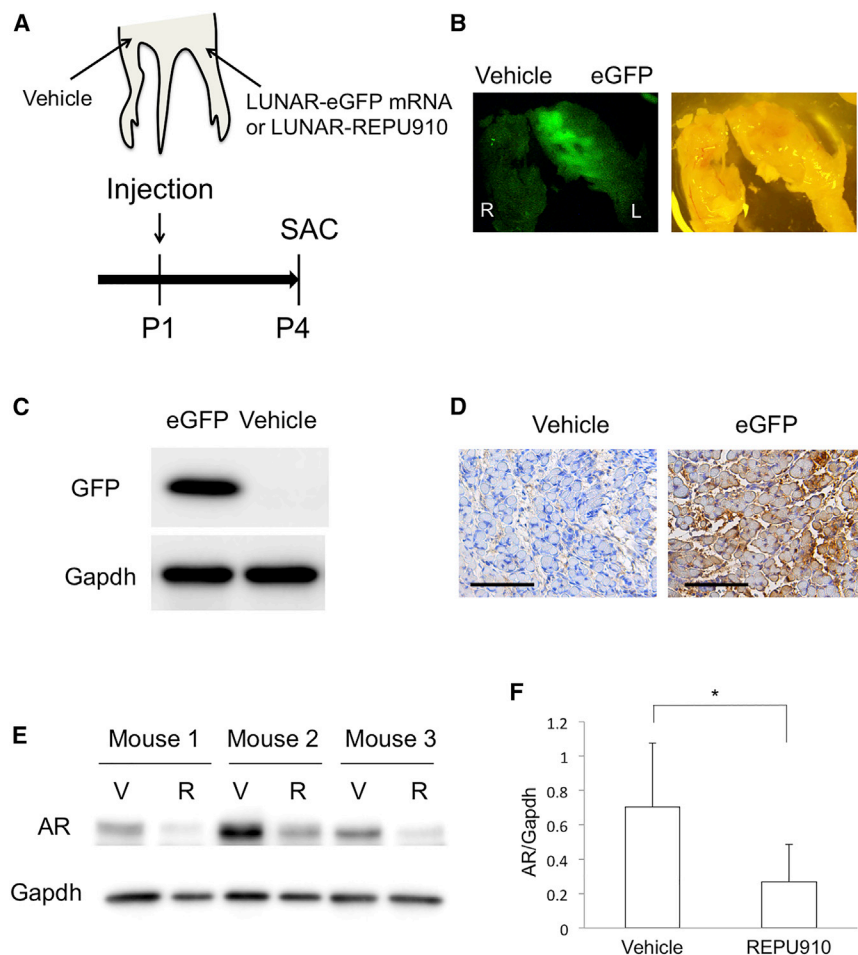 A
Vehicle
LUNAR-eGFP mRNA
or LUNAR-REPU910
Injection
SAC
P1
P4
B
Vehicle eGFP
R
L
C
eGFP Vehicle
GFP
Gapdh
D
Vehicle
eGFP
E
Mouse 1 Mouse 2 Mouse 3
V R V R V R
AR
Gapdh
F
*
1.2
1
0.8
0.6
0.4
0.2
0
AR/Gapdh
Vehicle REPU910